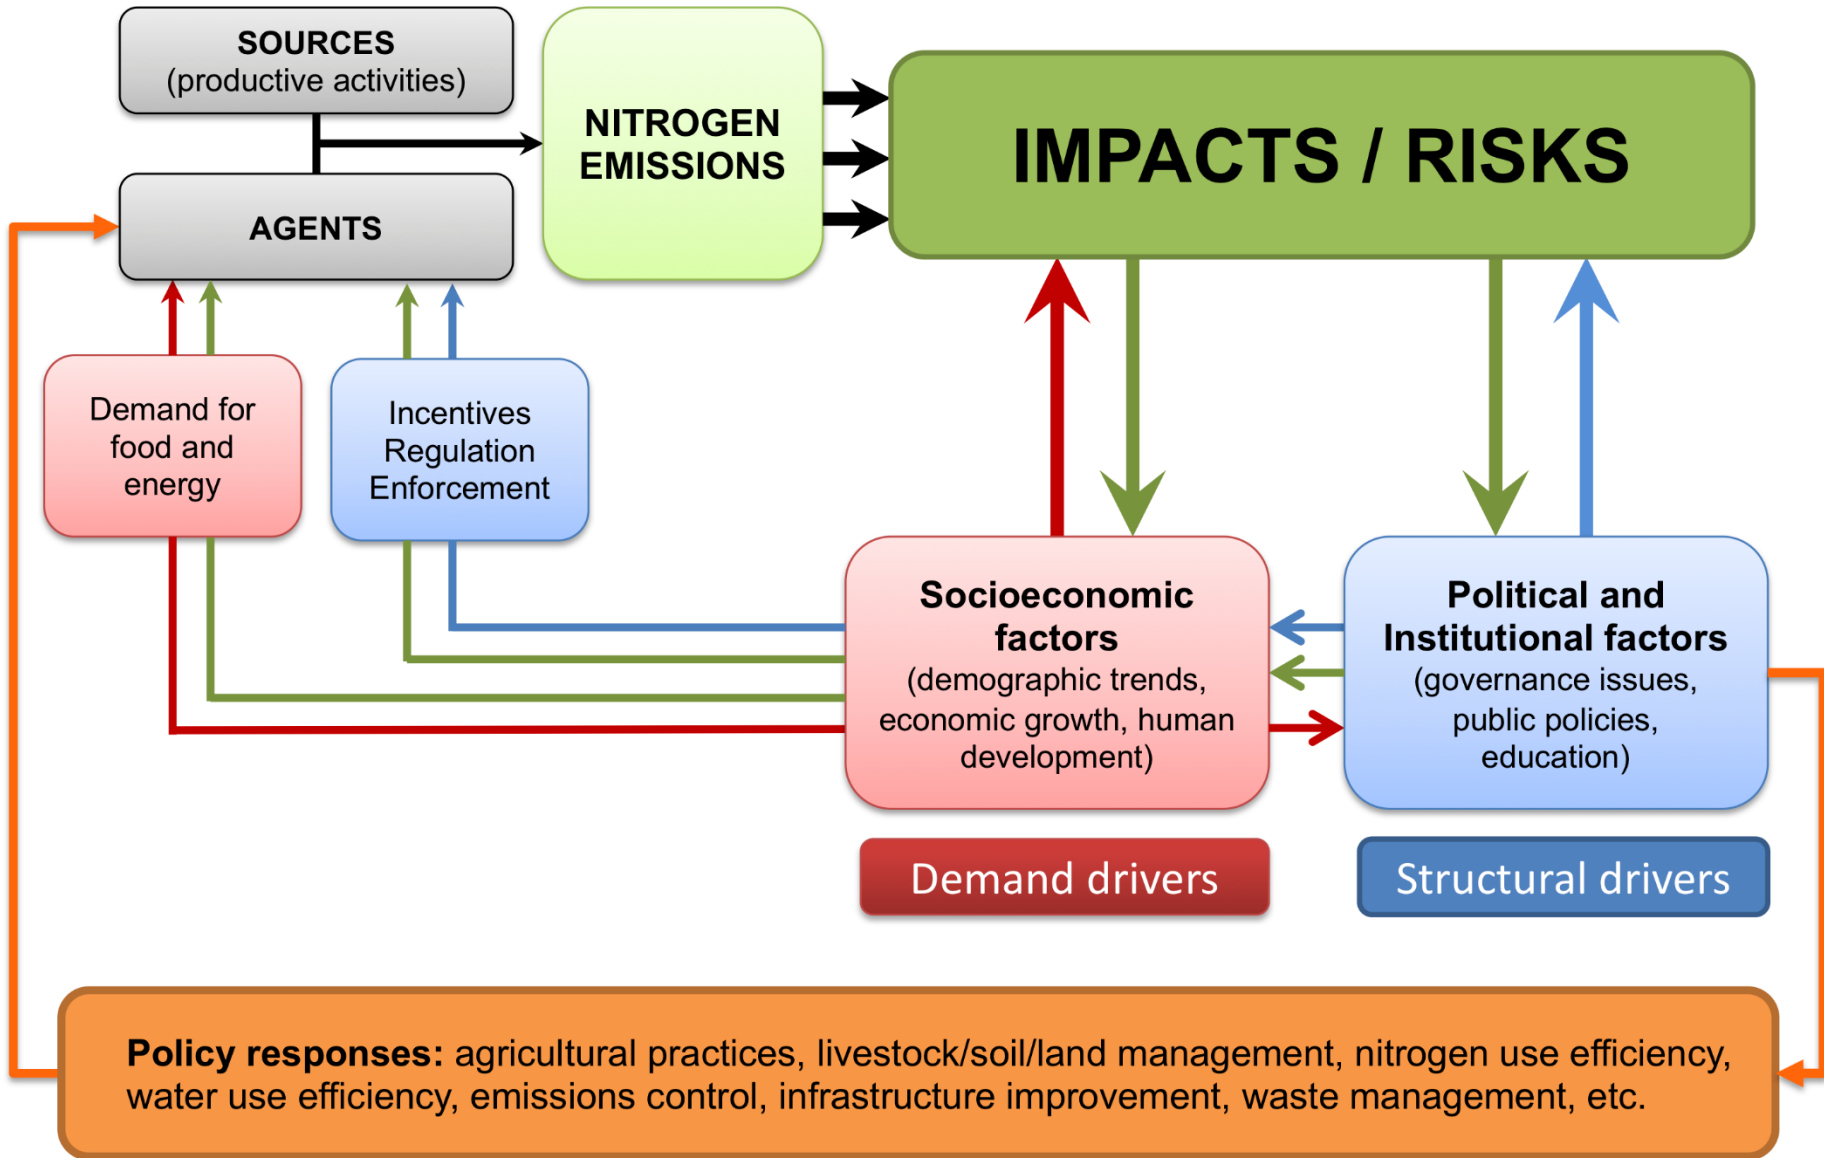 SOURCES
(productive activities)
NITROGEN
EMISSIONS
IMPACTS / RISKS
AGENTS
Demand for
food and
energy
Incentives
Regulation
Enforcement
Socioeconomic
factors
(demographic trends,
economic growth, human
development)
Political and
Institutional factors
(governance issues,
public policies,
education)
Demand drivers
Structural drivers
Policy responses: agricultural practices, livestock/soil/land management, nitrogen use efficiency,
water use efficiency, emissions control, infrastructure improvement, waste management, etc.